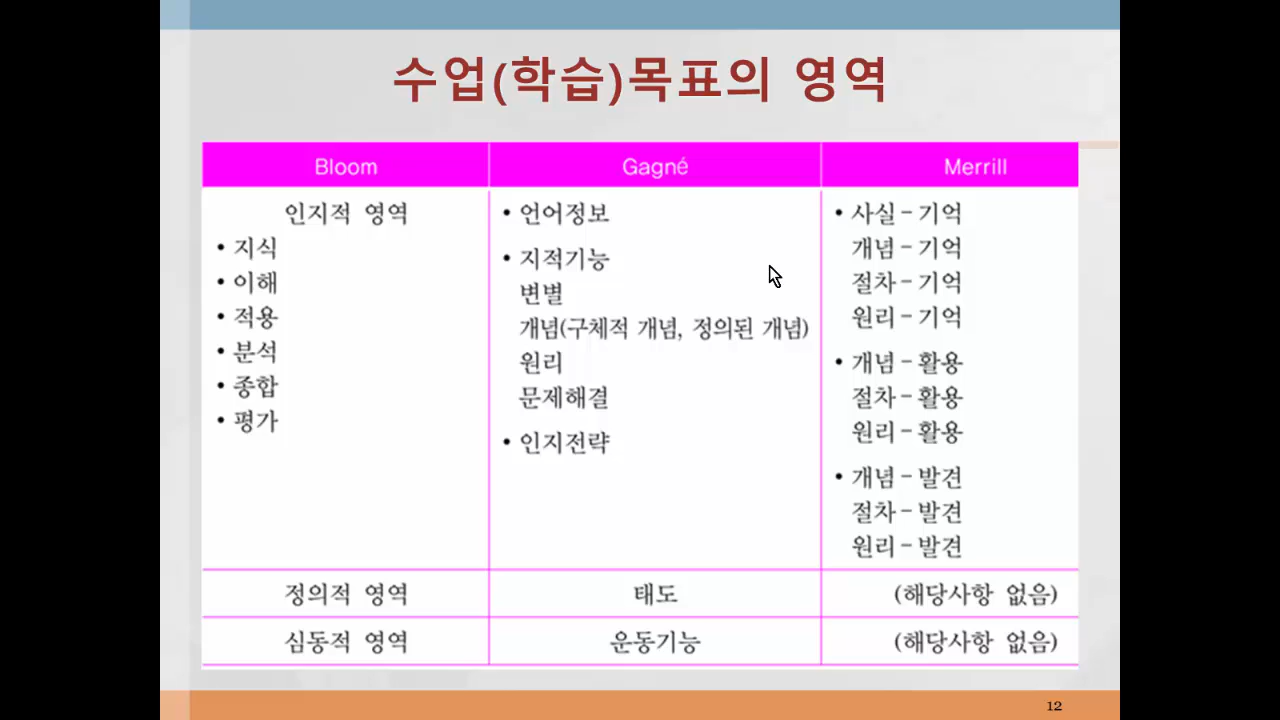 수업(학습)목표의 영역
Bloom
Gagné
Merrill
인지적 영역
• 지식
• 이해
• 적용
• 분석
• 종합
• 평가
• 언어정보
• 지적기능
변별
개념(구체적 개념, 정의된 개념)
원리
문제해결
• 인지전략
• 사실-기억
개념-기억
절차-기억
원리-기억
• 개념-활용
절차-활용
원리-활용
• 개념-발견
절차-발견
원리-발견
정의적 영역
태도
(해당사항 없음)
심동적 영역
운동기능
(해당사항 없음)
12